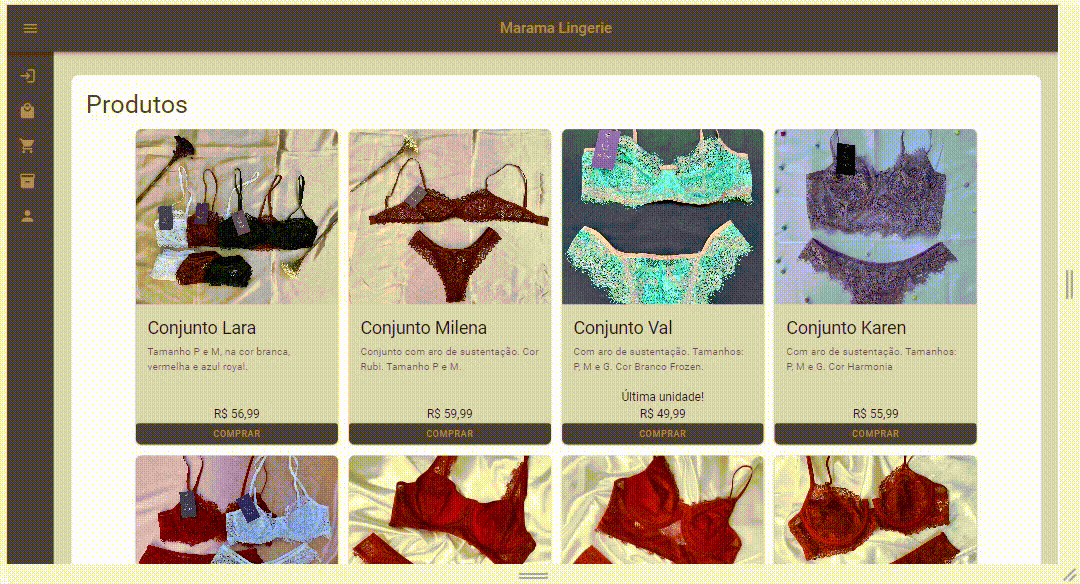 Marama Lingerie
Produtos
Conjunto Lara
Tamanho P e M, na cor branca,
vermelha e azul royal.
R$ 56,99
COMPRAR
Conjunto Milena
Conjunto com aro de sustentação. Cor
Rubi. Tamanho P e M.
R$ 59,99
COMPRAR
Conjunto Val
Com aro de sustentação. Tamanhos:
P, M e G. Cor Branco Frozen.
Última unidade!
R$ 49,99
COMPRAR
Conjunto Karen
Com aro de sustentação. Tamanhos:
P, M e G. Cor Harmonia
R$ 55,99
COMPRAR